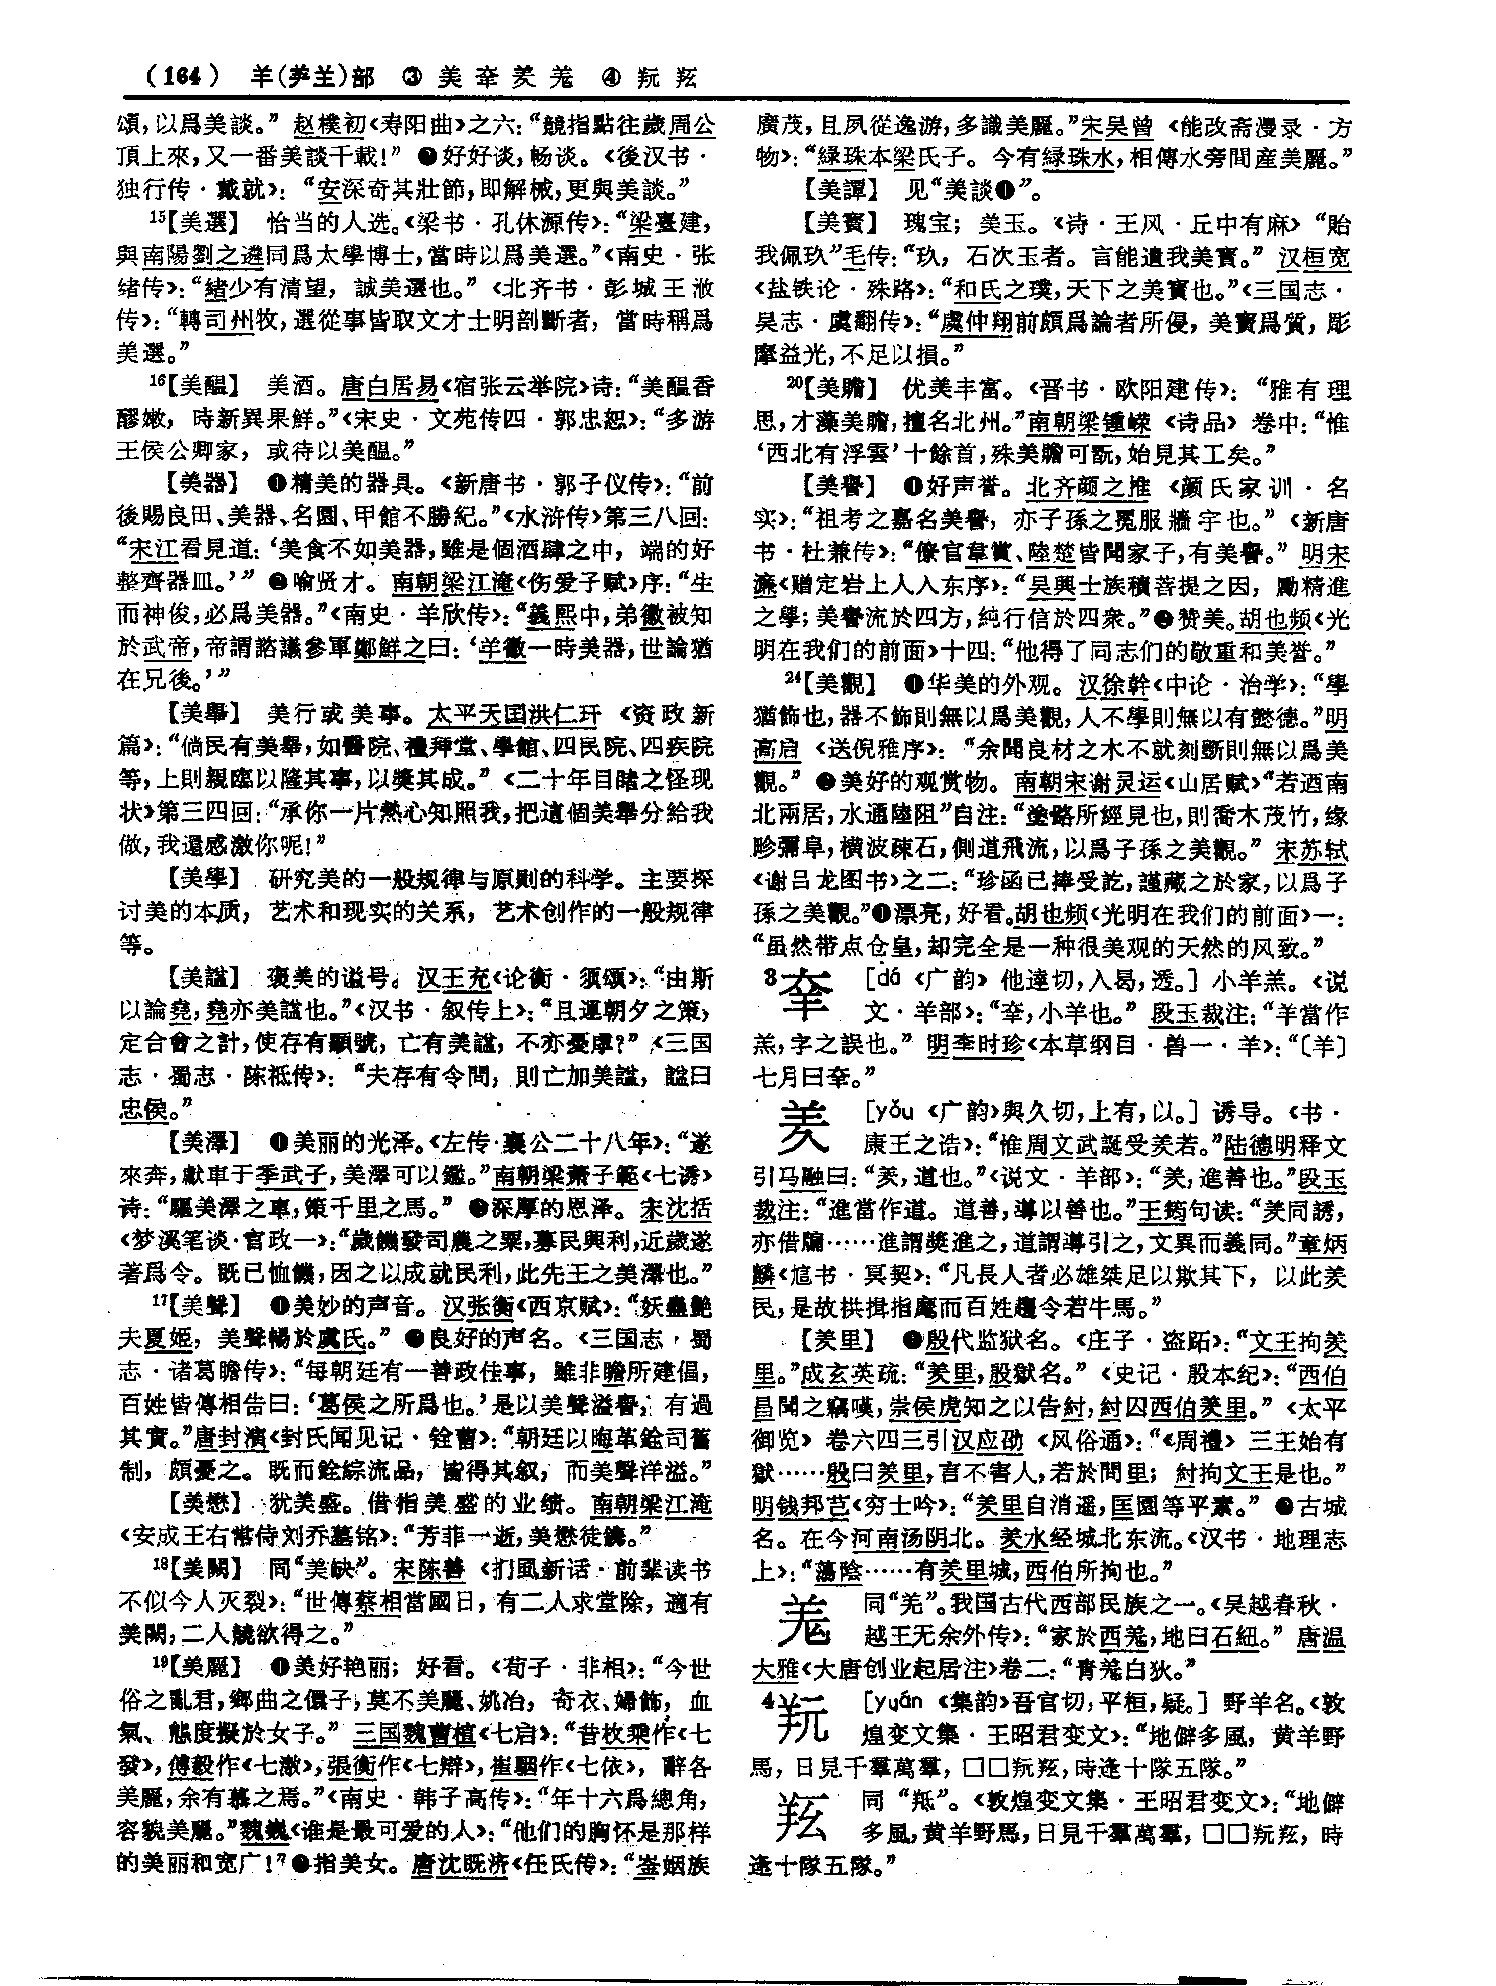 （164） 羊(⺶⺷)部 ③ 美 羍 羑 羌 ④ 羱 羬
頌，以爲美談。”赵樸初《寿阳曲》之六：“競指點往歲周公
頂上來，又一番美談千載！” ❷好好谈，畅谈。《後汉书·
独行传·戴就》：“安深奇其壯節，即解械，更與美談。”
15【美選】 恰当的人选。《梁书·孔休源传》：“梁臺建，
與南陽劉之遴同爲太學博士，當時以爲美選。”《南史·张
绪传》：“緒少有清望，誠美選也。”《北齐书·彭城王浟
传》：“轉司州牧，選從事皆取文才士明剖斷者，當時稱爲
美選。”
16【美醖】 美酒。唐白居易《宿张云举院》诗：“美醖香
醪嫩，時新異果鮮。”《宋史·文苑传四·郭忠恕》：“多游
王侯公卿家，或待以美醖。”
【美器】 ❶精美的器具。《新唐书·郭子仪传》：“前
後賜良田、美器、名園、甲館不勝紀。”《水浒传》第三八回：
“宋江看見道：‘美食不如美器，雖是個酒肆之中，端的好
整齊器皿。’” ❷喻贤才。南朝梁江淹《伤爱子赋》序：“生
而神俊，必爲美器。”《南史·羊欣传》：“義熙中，弟徽被知
於武帝，帝謂諮議參軍鄭鮮之曰：‘羊徽一時美器，世論猶
在兄後。’”
【美舉】 美行或美事。太平天囯洪仁玕《资政新
篇》：“倘民有美舉，如醫院、禮拜堂、學館、四民院、四疾院
等，上則親臨以隆其事，以獎其成。”《二十年目睹之怪现
状》第三四回：“承你一片熱心知照我，把這個美舉分給我
做，我還感激你呢！”
【美學】 研究美的一般规律与原则的科学。主要探
讨美的本质，艺术和现实的关系，艺术创作的一般规律
等。
【美謚】 褒美的谥号。汉王充《论衡·须颂》：“由斯
以論堯，堯亦美謚也。”《汉书·叙传上》：“且運朝夕之策，
定合會之計，使存有顯號，亡有美謚，不亦憂虖？”《三国
志·蜀志·陈祗传》：“夫存有令問，則亡加美謚，謚曰
忠侯。”
【美澤】 ❶美丽的光泽。《左传·襄公二十八年》：“遂
來奔，獻車于季武子，美澤可以鑑。”南朝梁萧子範《七诱》
诗：“驅美澤之車，策千里之馬。” ❷深厚的恩泽。宋沈括
《梦溪笔谈·官政一》：“歲饑發司農之粟，募民興利，近歲遂
著爲令。既已恤饑，因之以成就民利，此先王之美澤也。”
17【美聲】 ❶美妙的声音。汉张衡《西京赋》：“妖蠱艷
夫夏姬，美聲暢於虞氏。” ❷良好的声名。《三国志·蜀
志·诸葛瞻传》：“每朝廷有一善政佳事，雖非瞻所建倡，
百姓皆傳相告曰：‘葛侯之所爲也。’是以美聲溢譽，有過
其實。”唐封演《封氏闻见记·铨曹》：“朝廷以晦革銓司舊
制，頗憂之。既而銓綜流品，皆得其叙，而美聲洋溢。”
【美懋】 犹美盛。借指美盛的业绩。南朝梁江淹
《安成王右常侍刘乔墓铭》：“芳菲一逝，美懋徒鐫。”
18【美闕】 同“美缺”。宋陈善《扪虱新话·前辈读书
不似今人灭裂》：“世傳蔡相當國日，有二人求堂除，適有
美闕，二人競欲得之。”
19【美麗】 ❶美好艳丽；好看。《荀子·非相》：“今世
俗之亂君，鄉曲之儇子，莫不美麗、姚冶，奇衣、婦飾，血
氣、態度擬於女子。”三国魏曹植《七启》：“昔枚乘作《七
發》，傅毅作《七激》，張衡作《七辯》，崔駰作《七依》，辭各
美麗，余有慕之焉。”《南史·韩子高传》：“年十六爲總角，
容貌美麗。”魏巍《谁是最可爱的人》：“他们的胸怀是那样
的美丽和宽广！”❷指美女。唐沈既济《任氏传》：“崟姻族
廣茂，且夙從逸游，多識美麗。”宋吴曾《能改斋漫录·方
物》：“緑珠本梁氏子。今有緑珠水，相傳水旁間産美麗。”
【美譚】 见“美談❶”。
【美寶】 瑰宝；美玉。《诗·王风·丘中有麻》“贻
我佩玖”毛传：“玖，石次玉者。言能遺我美寶。”汉桓宽
《盐铁论·殊路》：“和氏之璞，天下之美寶也。”《三国志·
吴志·虞翻传》：“虞仲翔前頗爲論者所侵，美寶爲質，彫
摩益光，不足以損。”
20【美贍】 优美丰富。《晋书·欧阳建传》：“雅有理
思，才藻美贍，擅名北州。”南朝梁锺嵘《诗品》卷中：“惟
‘西北有浮雲’十餘首，殊美贍可翫，始見其工矣。”
【美譽】 ❶好声誉。北齐颜之推《颜氏家训·名
实》：“祖考之嘉名美譽，亦子孫之冕服牆宇也。”《新唐
书·杜兼传》：“僚官韋賞、陸楚皆聞家子，有美譽。”明宋
濂《赠定岩上人入东序》：“吴興士族積菩提之因，勵精進
之學；美譽流於四方，純行信於四衆。”❷赞美。胡也频《光
明在我们的前面》十四：“他得了同志们的敬重和美誉。”
24【美觀】 ❶华美的外观。汉徐幹《中论·治学》：“學
猶飾也，器不飾則無以爲美觀，人不學則無以有懿德。”明
高启《送倪雅序》：“余聞良材之木不就刻斲則無以爲美
觀。” ❷美好的观赏物。南朝宋谢灵运《山居赋》“若迺南
北兩居，水通陸阻”自注：“塗路所經見也，則喬木茂竹，缘
畛彌阜，横波疎石，側道飛流，以爲子孫之美觀。”宋苏轼
《谢吕龙图书》之二：“珍函已捧受訖，謹藏之於家，以爲子
孫之美觀。”❸漂亮，好看。胡也频《光明在我们的前面》一：
“虽然带点仓皇，却完全是一种很美观的天然的风致。”
3羍 [dá《广韵》他達切，入曷，透。] 小羊羔。《说
文·羊部》：“羍，小羊也。”段玉裁注：“羊當作
羔，字之誤也。”明李时珍《本草纲目·兽一·羊》：“〔羊〕
七月曰羍。”
羑 [yǒu《广韵》與久切，上有，以。] 诱导。《书·
康王之诰》：“惟周文武誕受羑若。”陆德明释文
引马融曰：“羑，道也。”《说文·羊部》：“羑，進善也。”段玉
裁注：“進當作道。道善，導以善也。”王筠句读：“羑同誘，
亦借牖……進謂奬進之，道謂導引之，文異而義同。”章炳
麟《訄书·冥契》：“凡長人者必雄桀足以欺其下，以此羑
民，是故拱揖指麾而百姓趨令若牛馬。”
【羑里】 ❶殷代监狱名。《庄子·盗跖》：“文王拘羑
里。”成玄英疏：“羑里，殷獄名。”《史记·殷本纪》：“西伯
昌聞之竊嘆，崇侯虎知之以告紂，紂囚西伯羑里。”《太平
御览》卷六四三引汉应劭《风俗通》：“《周禮》三王始有
獄……殷曰羑里，言不害人，若於閭里；紂拘文王是也。”
明钱邦芑《穷士吟》：“羑里自消遥，匡圍等平素。” ❷古城
名。在今河南汤阴北。羑水经城北东流。《汉书·地理志
上》：“蕩陰……有羑里城，西伯所拘也。”
羗 同“羌”。我国古代西部民族之一。《吴越春秋·
越王无余外传》：“家於西羗，地曰石紐。”唐温
大雅《大唐创业起居注》卷二：“青羗白狄。”
4羦 [yuán《集韵》吾官切，平桓，疑。] 野羊名。《敦
煌变文集·王昭君变文》：“地僻多風，黄羊野
馬，日見千羣萬羣，□□羦羢，時逢十隊五隊。”
同“羝”。《敦煌变文集·王昭君变文》：“地僻
多風，黄羊野馬，日見千羣萬羣，□□，時
逢十隊五隊。”